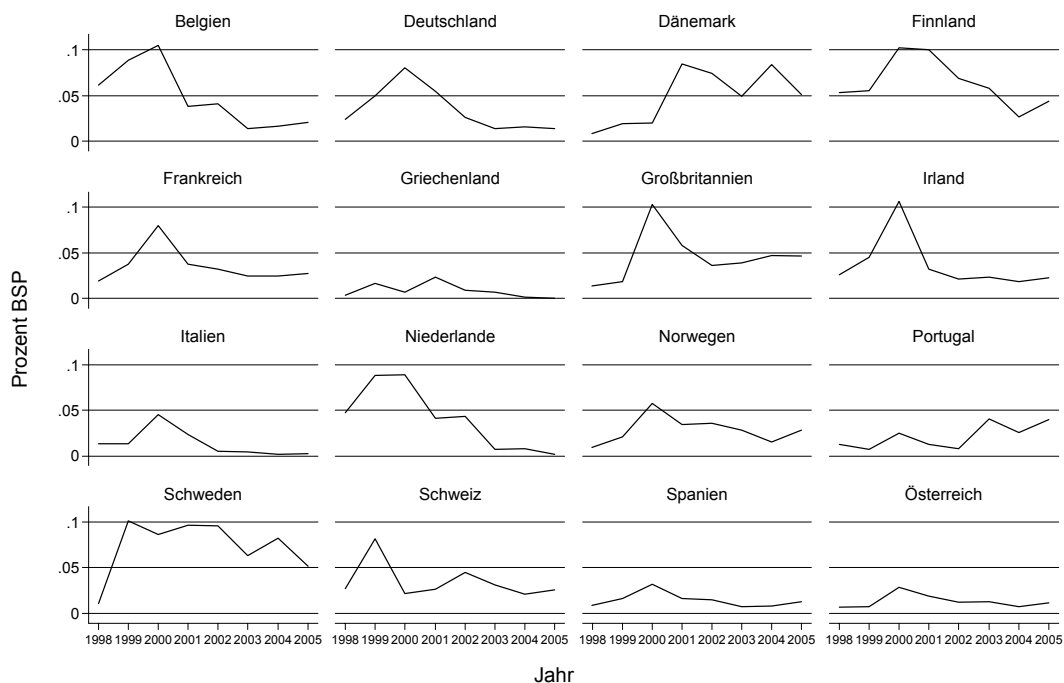 Belgien Deutschland Dänemark Finnland
.1
.05
0
Frankreich Griechenland Großbritannien Irland
.1
.05
0
Italien Niederlande Norwegen Portugal
.1
.05
0
Schweden Schweiz Spanien Österreich
.1
.05
0
1998 1999 2000 2001 2002 2003 2004 2005 1998 1999 2000 2001 2002 2003 2004 2005 1998 1999 2000 2001 2002 2003 2004 2005 1998 1999 2000 2001 2002 2003 2004 2005
Prozent BSP
Jahr